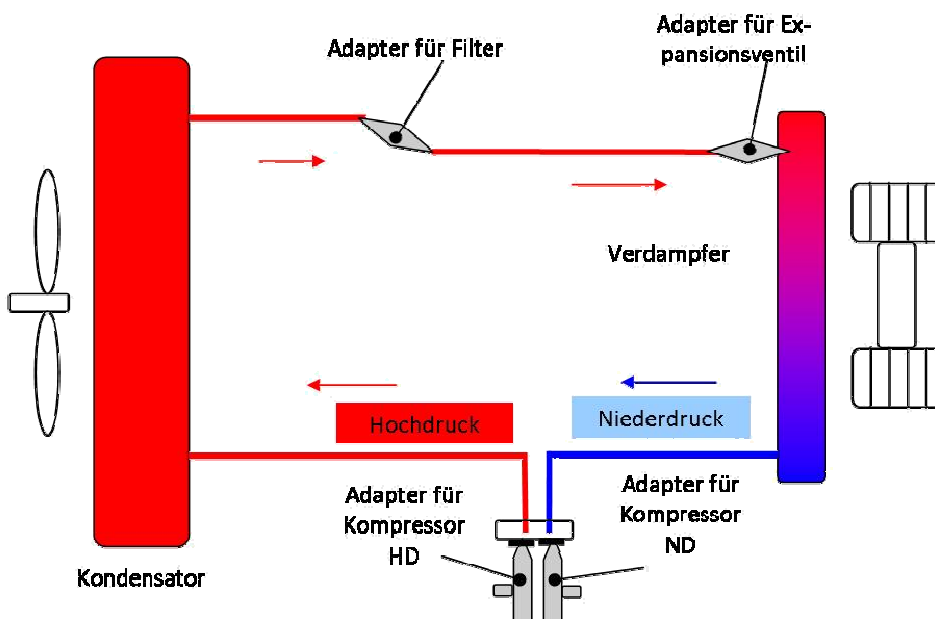 Adapter für Filter
Adapter für Ex-
pansionsventil
Verdampfer
Hochdruck
Niederdruck
Adapter für
Kompressor
HD
Adapter für
Kompressor
ND
Kondensator